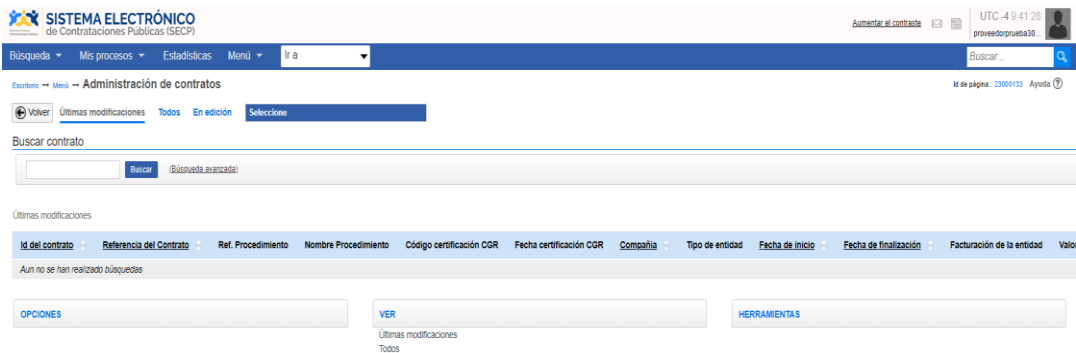 SISTEMA ELECTRÓNICO
de Contrataciones Públicas (SECP)
Aumentar el contraste
UTC -4 9:41:28
proveedorprueba30...
Búsqueda Mis procesos Estadísticas Menú Ir a Buscar...
Escritorio → Menú → Administración de contratos
Id de página:: 23000133 Ayuda ?
Volver Últimas modificaciones Todos En edición Seleccione
Buscar contrato
Buscar (Búsqueda avanzada)
Últimas modificaciones
Id del contrato Referencia del Contrato Ref. Procedimiento Nombre Procedimiento Código certificación CGR Fecha certificación CGR Compañía Tipo de entidad Fecha de inicio Fecha de finalización Facturación de la entidad Valor
Aun no se han realizado búsquedas
OPCIONES VER HERRAMIENTAS
Últimas modificaciones
Todos